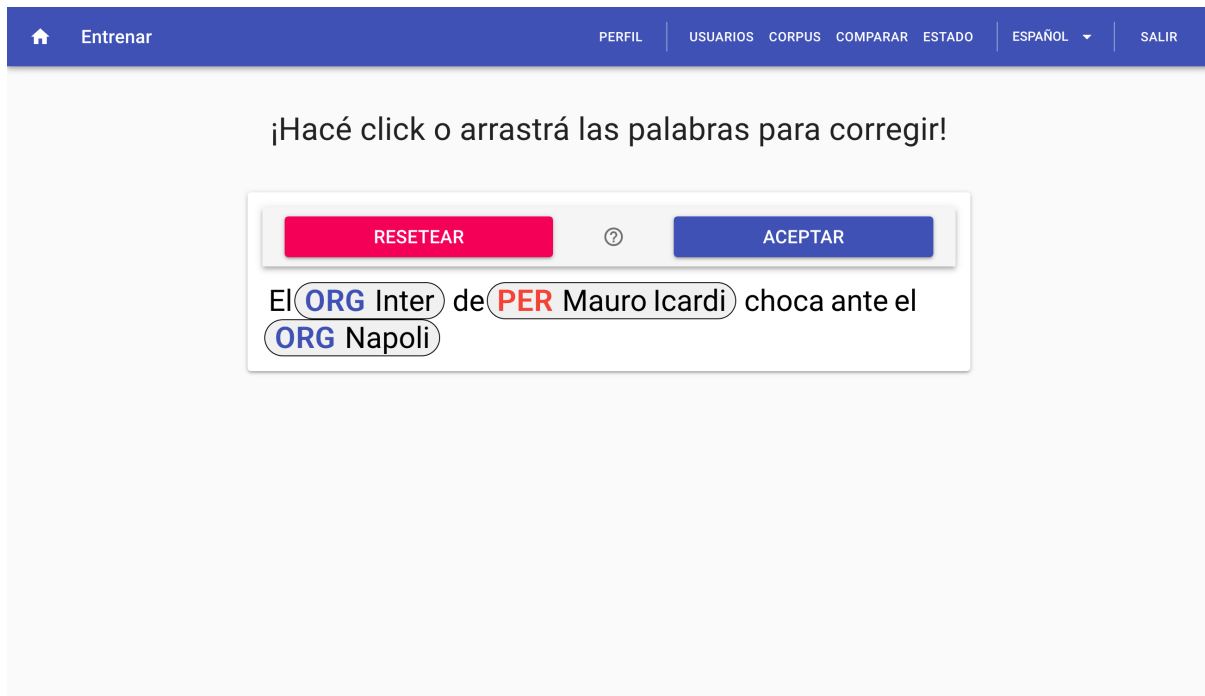 Entrenar PERFIL USUARIOS CORPUS COMPARAR ESTADO ESPAÑOL SALIR
¡Hacé click o arrastrá las palabras para corregir!
RESETEAR ? ACEPTAR
El ORG Inter de PER Mauro Icardi choca ante el
ORG Napoli